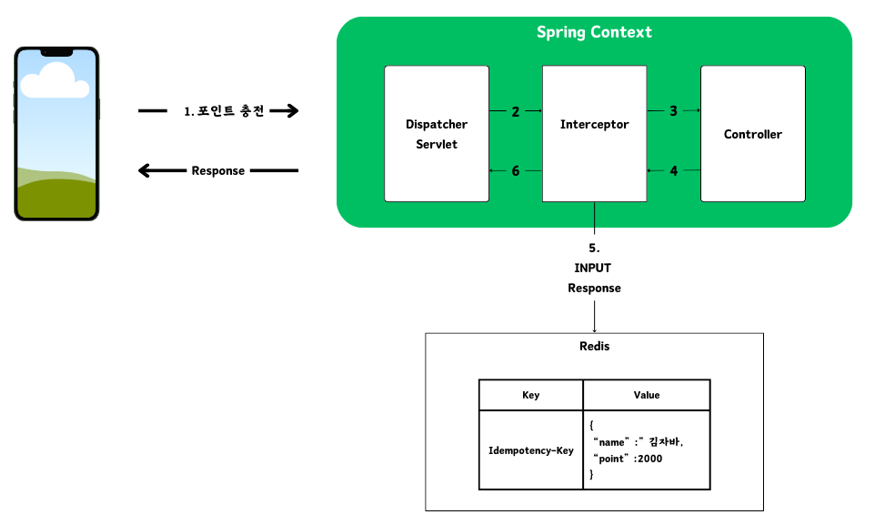 Spring Context
1. 포인트 충전
Response
Dispatcher
Servlet
2
6
Interceptor
3
4
Controller
5.
INPUT
Response
Redis
Key
Value
Idempotency-Key
{
“name” :” 김자바,
“point” :2000
}